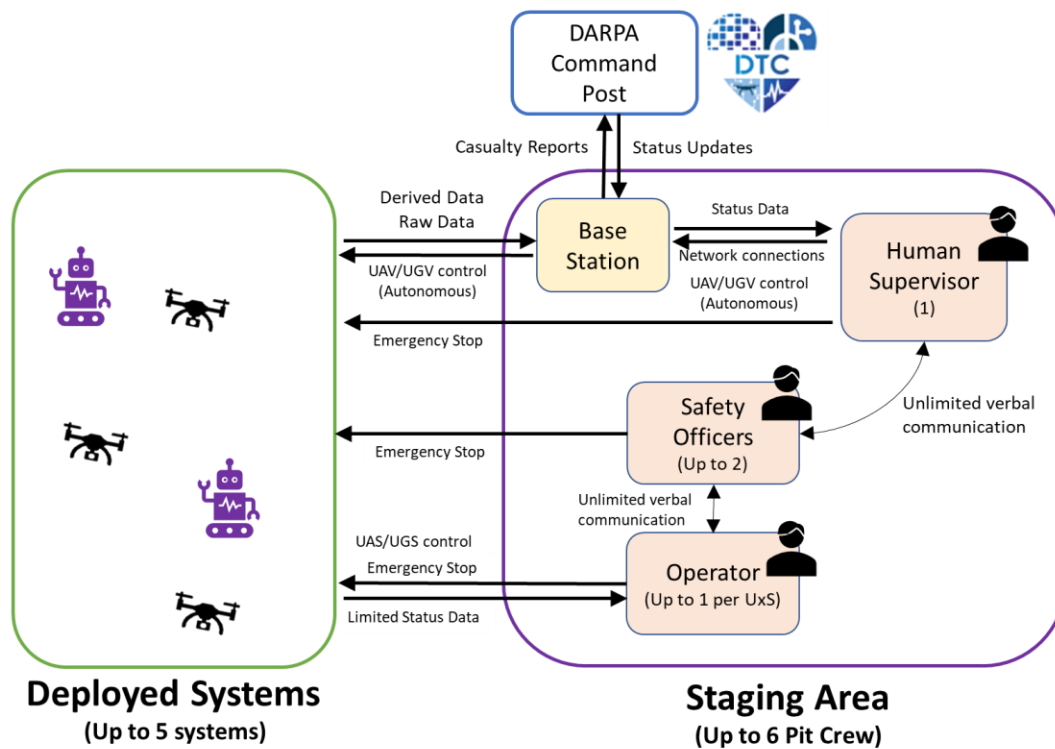 DARPA
Command
Post
DTC
Casualty Reports
Status Updates
Derived Data
Raw Data
UAV/UGV control
(Autonomous)
Base
Station
Status Data
Network connections
UAV/UGV control
(Autonomous)
Human
Supervisor
(1)
Emergency Stop
Safety
Officers
(Up to 2)
Unlimited verbal
communication
Emergency Stop
Unlimited verbal
communication
UAS/UGS control
Emergency Stop
Limited Status Data
Operator
(Up to 1 per UxS)
Deployed Systems
(Up to 5 systems)
Staging Area
(Up to 6 Pit Crew)